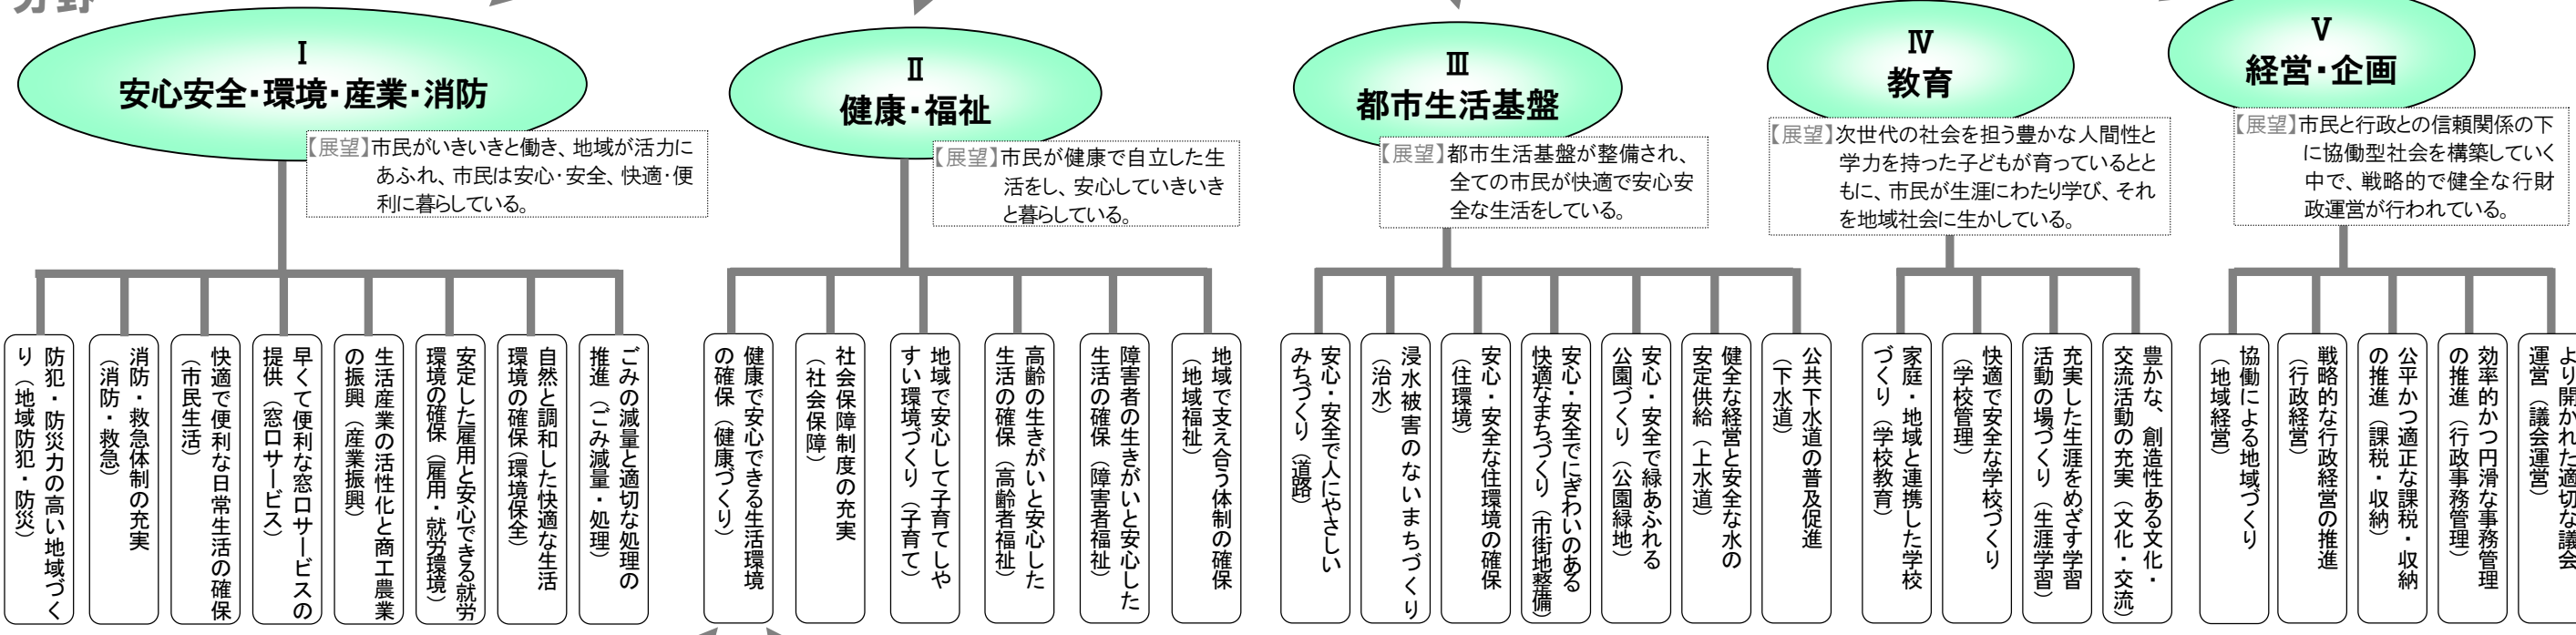 分野
Ⅰ
安心安全・環境・産業・消防
【展望】市民がいきいきと働き、地域が活力に
あふれ、市民は安心・安全、快適・便
利に暮らしている。
防犯・防災力の高い地域づく
り（地域防犯・防災）
消防・救急体制の充実
（消防・救急）
快適で便利な日常生活の確保
（市民生活）
早くて便利な窓口サービスの
提供（窓口サービス）
生活産業の活性化と商工農業
の振興（産業振興）
安定した雇用と安心できる就労
環境の確保（雇用・就労環境）
自然と調和した快適な生活
環境の確保（環境保全）
ごみの減量と適切な処理の
推進（ごみ減量・処理）
Ⅱ
健康・福祉
【展望】市民が健康で自立した生
活をし、安心していきいき
と暮らしている。
健康で安心できる生活環境
の確保（健康づくり）
社会保障制度の充実
（社会保障）
地域で安心して子育てしや
すい環境づくり（子育て）
高齢の生きがいと安心した
生活の確保（高齢者福祉）
障害者の生きがいと安心した
生活の確保（障害者福祉）
地域で支え合う体制の確保
（地域福祉）
Ⅲ
都市生活基盤
【展望】都市生活基盤が整備され、
全ての市民が快適で安心安
全な生活をしている。
安心・安全で人にやさしい
みちづくり（道路）
浸水被害のないまちづくり
（治水）
安心・安全な住環境の確保
（住環境）
安心・安全でにぎわいのある
快適なまちづくり（市街地整備）
安心・安全で緑あふれる
公園づくり（公園緑地）
健全な経営と安全な水の
安定供給（上水道）
公共下水道の普及促進
（下水道）
Ⅳ
教育
【展望】次世代の社会を担う豊かな人間性と
学力を持った子どもが育っているとと
もに、市民が生涯にわたり学び、それ
を地域社会に生かしている。
家庭・地域と連携した学校
づくり（学校教育）
快適で安全な学校づくり
（学校管理）
充実した生涯をめざす学習
活動の場づくり（生涯学習）
豊かな、創造性ある文化・
交流活動の充実（文化・交流）
Ⅴ
経営・企画
【展望】市民と行政との信頼関係の下
に協働型社会を構築していく
中で、戦略的で健全な行財
政運営が行われている。
協働による地域づくり
（地域経営）
戦略的な行政経営の推進
（行政経営）
公平かつ適正な課税・収納
の推進（課税・収納）
効率的かつ円滑な事務管理
の推進（行政事務管理）
より開かれた適切な議会
運営（議会運営）